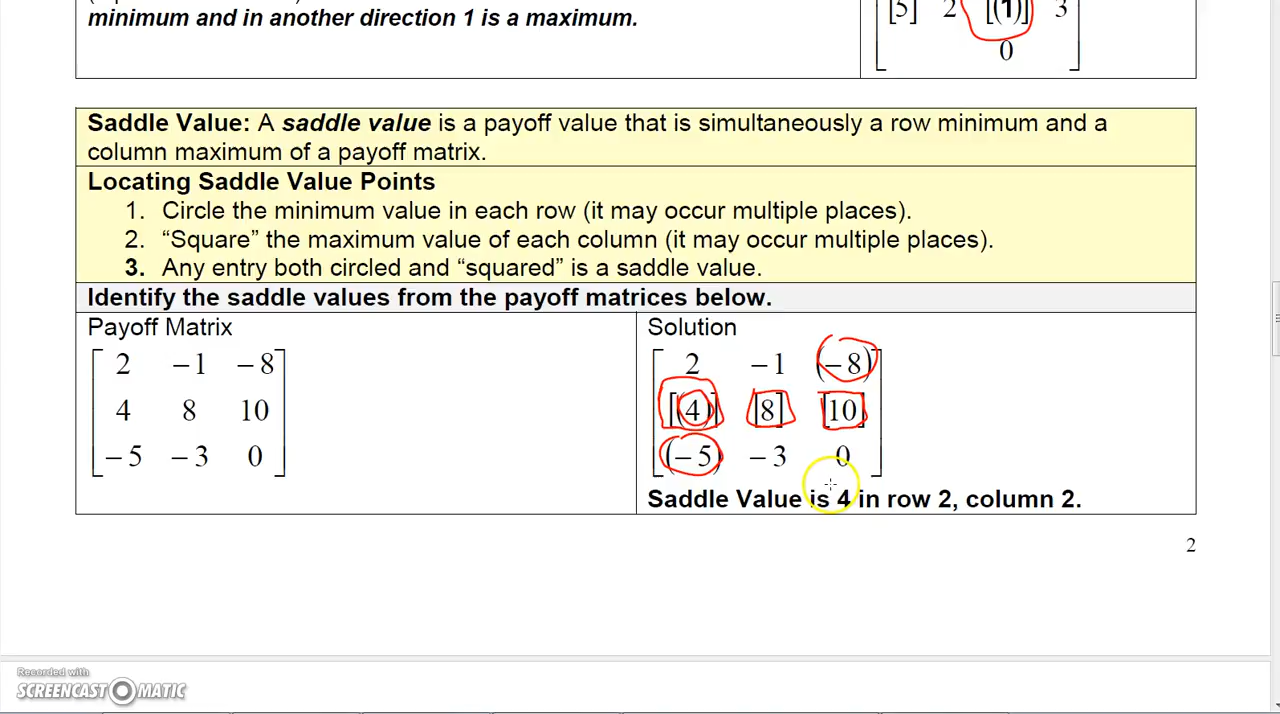 minimum and in another direction 1 is a maximum.
[5] 2 [(1)] 3
0
Saddle Value: A saddle value is a payoff value that is simultaneously a row minimum and a
column maximum of a payoff matrix.
Locating Saddle Value Points
1. Circle the minimum value in each row (it may occur multiple places).
2. “Square” the maximum value of each column (it may occur multiple places).
3. Any entry both circled and “squared” is a saddle value.
Identify the saddle values from the payoff matrices below.
Payoff Matrix
2 −1 −8
4 8 10
−5 −3 0
Solution
2 −1 (−8)
[(4)] [8] [10]
(−5) −3 0
Saddle Value is 4 in row 2, column 2.
2
Recorded with
SCREENCAST MATIC